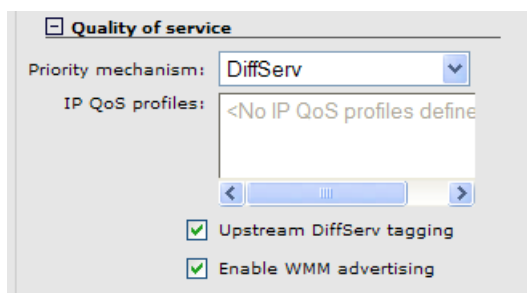 Quality of service
Priority mechanism: DiffServ
IP QoS profiles: <No IP QoS profiles define
Upstream DiffServ tagging
Enable WMM advertising